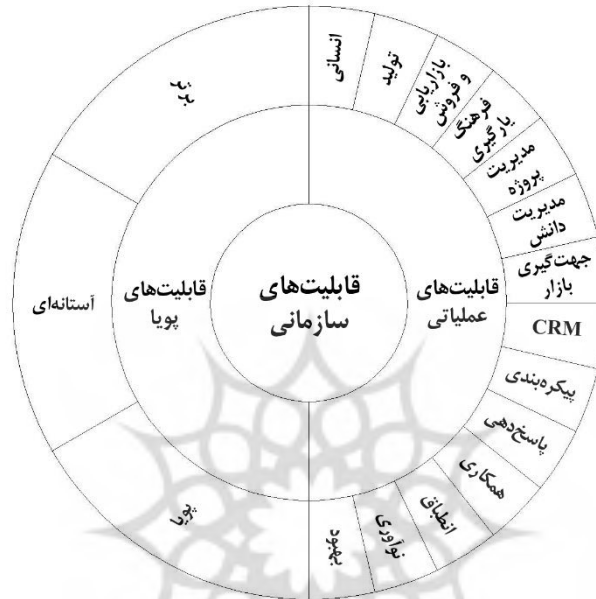 قابلیت‌های
سازمانی
قابلیت‌های
عملیاتی
قابلیت‌های
پویا
انسانی
تولید
بازاریابی
و فروش
فرهنگ
یارگیری
مدیریت
پروژه
مدیریت
دانش
جهت‌گیری
بازار
CRM
پیکره‌بندی
پاسخ‌دهی
همکاری
انطباق
نوآوری
بهبود
پویا
آستانه‌ای
برتر